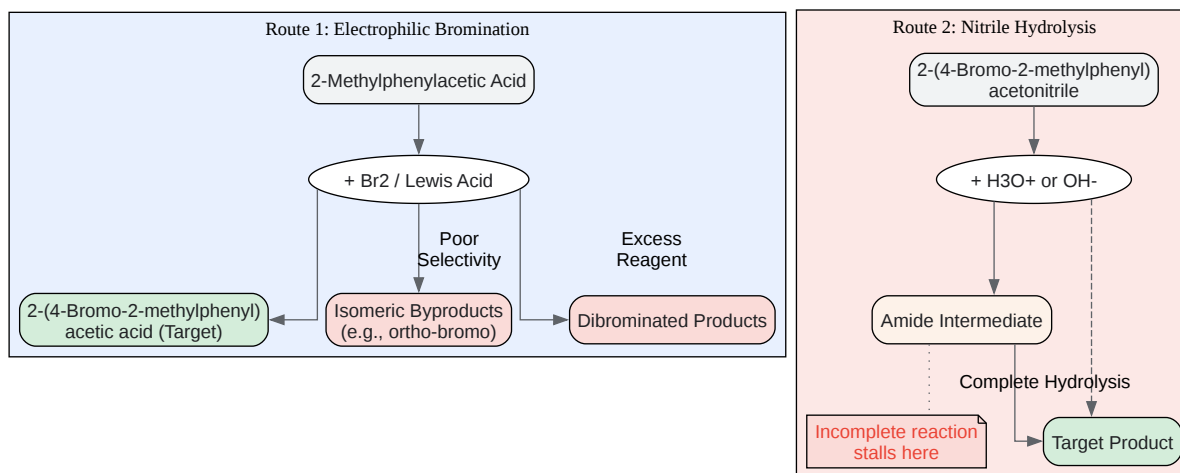 Route 1: Electrophilic Bromination
2-Methylphenylacetic Acid
+ Br2 / Lewis Acid
Poor
Selectivity
Excess
Reagent
2-(4-Bromo-2-methylphenyl)
acetic acid (Target)
Isomeric Byproducts
(e.g., ortho-bromo)
Dibrominated Products
Route 2: Nitrile Hydrolysis
2-(4-Bromo-2-methylphenyl)
acetonitrile
+ H3O+ or OH-
Amide Intermediate
Complete Hydrolysis
Incomplete reaction
stalls here
Target Product